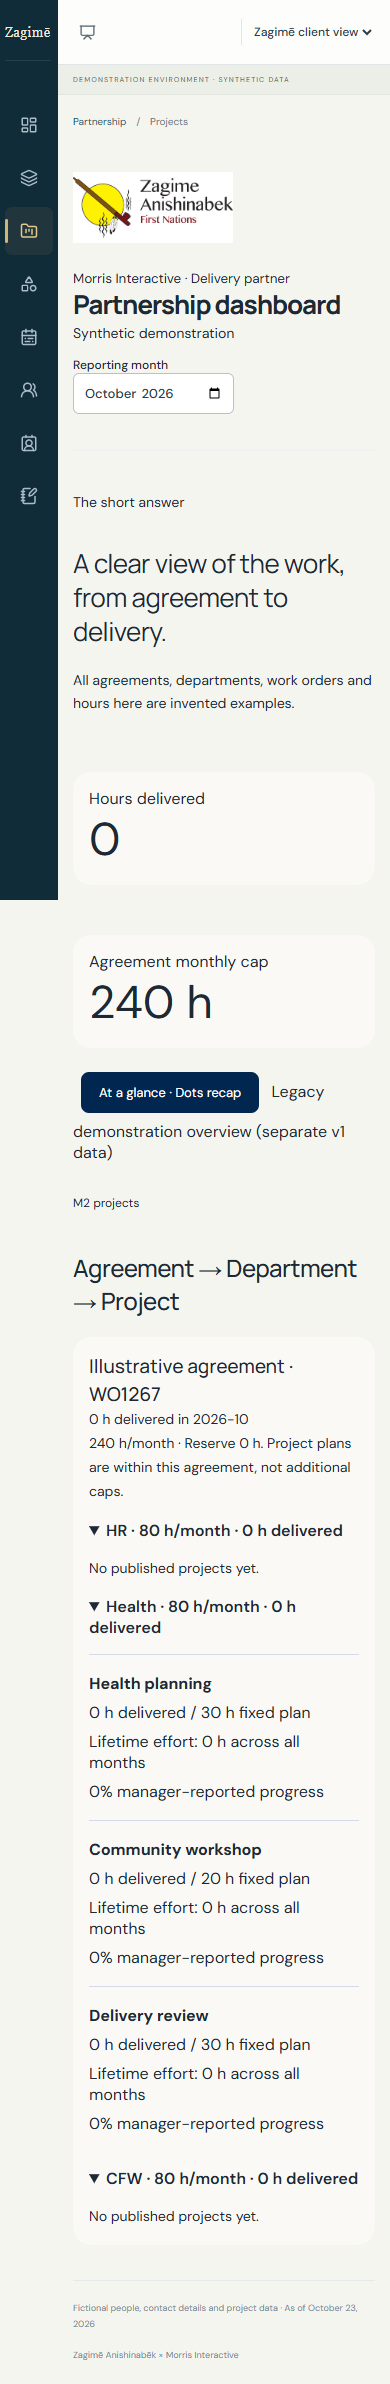 Zagimē
Zagimē client view
DEMONSTRATION ENVIRONMENT · SYNTHETIC DATA
Partnership / Projects
Zagime
Anishinabek
First Nations
Morris Interactive · Delivery partner
Partnership dashboard
Synthetic demonstration
Reporting month
October 2026
The short answer
A clear view of the work,
from agreement to
delivery.
All agreements, departments, work orders and
hours here are invented examples.
Hours delivered
0
Agreement monthly cap
240 h
At a glance · Dots recap
Legacy
demonstration overview (separate v1
data)
M2 projects
Agreement → Department
→ Project
Illustrative agreement ·
WO1267
0 h delivered in 2026-10
240 h/month · Reserve 0 h. Project plans
are within this agreement, not additional
caps.
▼ HR · 80 h/month · 0 h delivered
No published projects yet.
▼ Health · 80 h/month · 0 h
delivered
Health planning
0 h delivered / 30 h fixed plan
Lifetime effort: 0 h across all
months
0% manager-reported progress
Community workshop
0 h delivered / 20 h fixed plan
Lifetime effort: 0 h across all
months
0% manager-reported progress
Delivery review
0 h delivered / 30 h fixed plan
Lifetime effort: 0 h across all
months
0% manager-reported progress
▼ CFW · 80 h/month · 0 h delivered
No published projects yet.
Fictional people, contact details and project data · As of October 23,
2026
Zagimē Anishinabēk × Morris Interactive